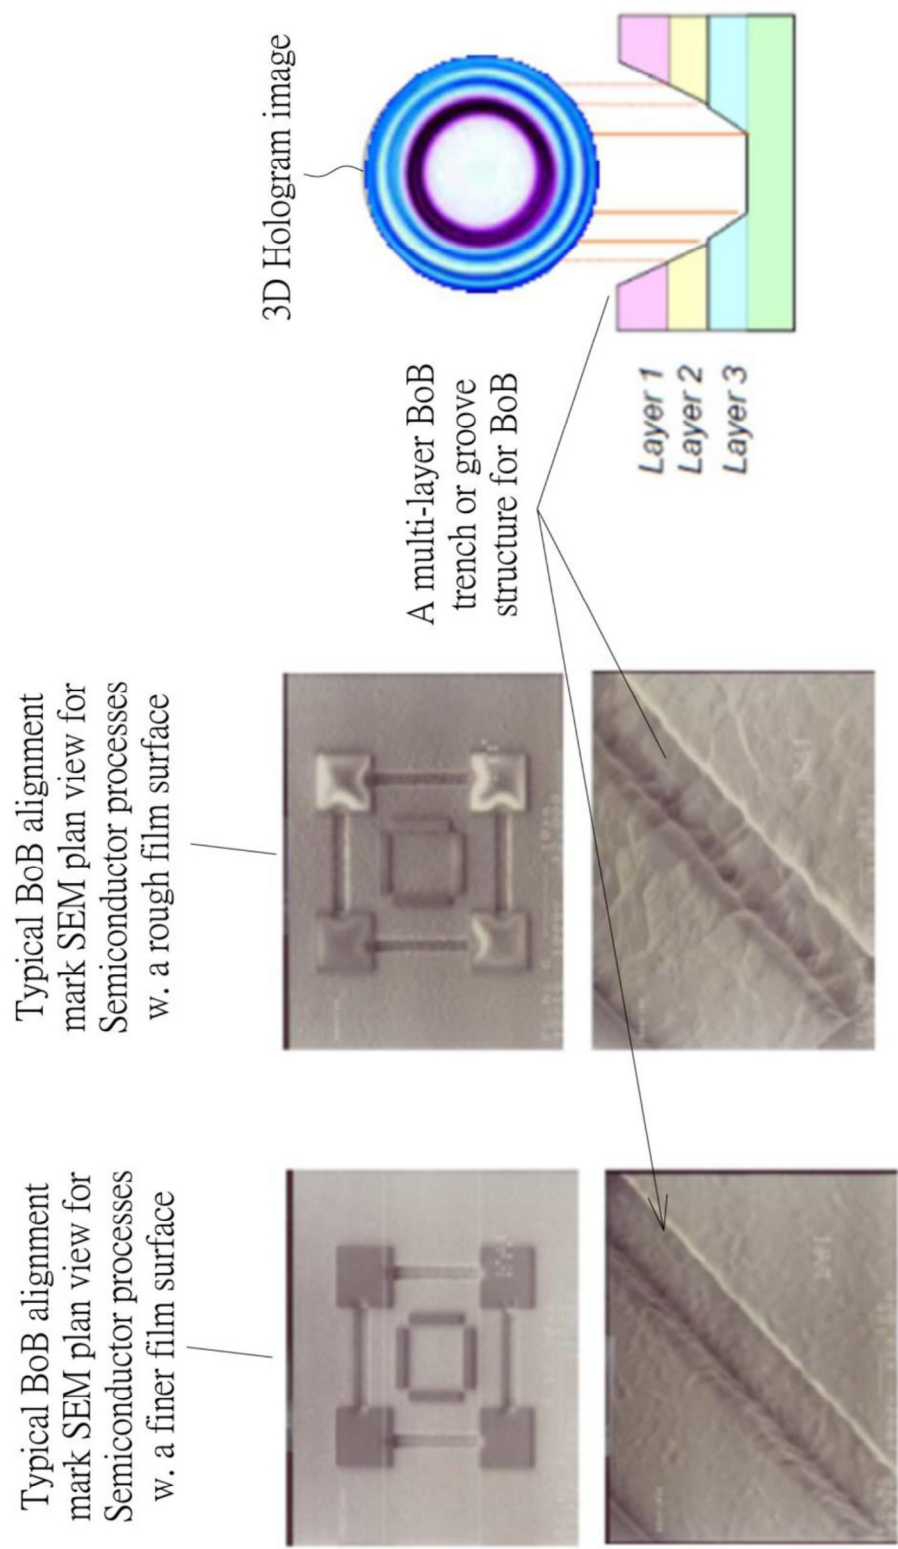 Typical BoB alignment
mark SEM plan view for
Semiconductor processes
w. a finer film surface
Typical BoB alignment
mark SEM plan view for
Semiconductor processes
w. a rough film surface
3D Hologram image
A multi-layer BoB
trench or groove
structure for BoB
Layer 1
Layer 2
Layer 3